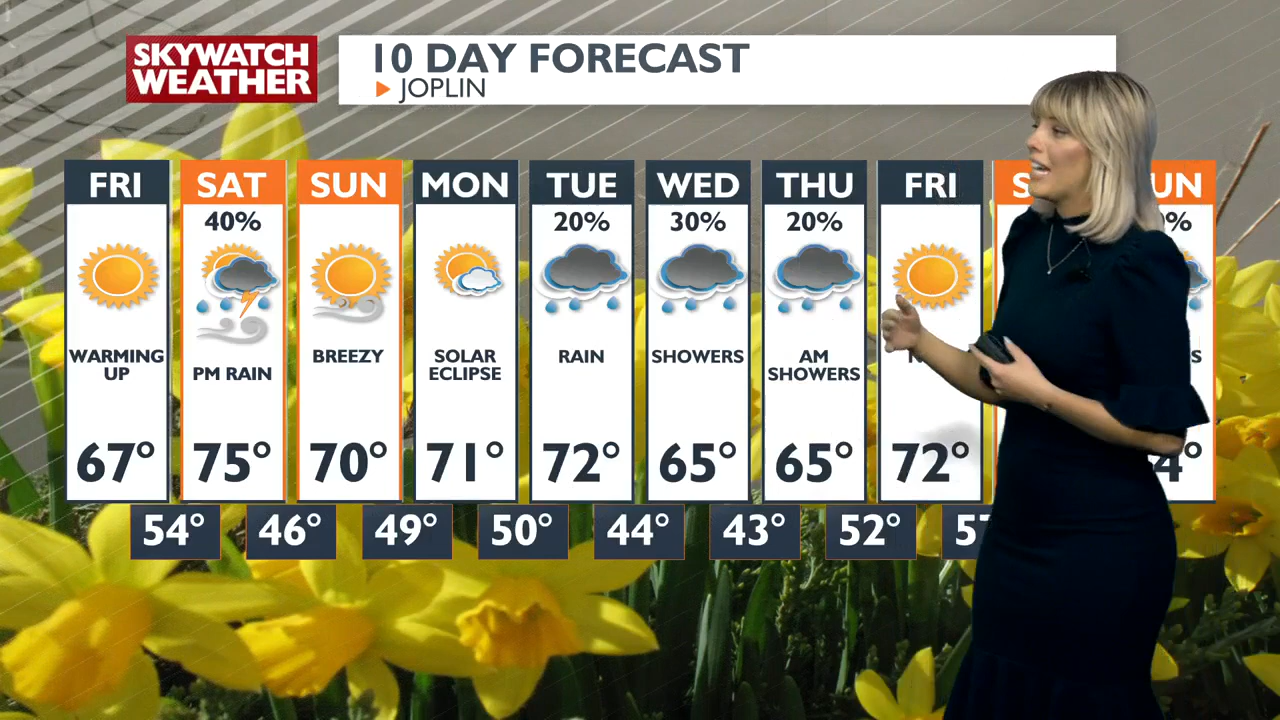 SKYWATCH
WEATHER
10 DAY FORECAST
JOPLIN
FRI
SAT
SUN
MON
TUE
WED
THU
FRI
40%
20%
30%
20%
WARMING
UP
PM RAIN
BREEZY
SOLAR
ECLIPSE
RAIN
SHOWERS
AM
SHOWERS
67°
75°
70°
71°
72°
65°
65°
72°
54°
46°
49°
50°
44°
43°
52°